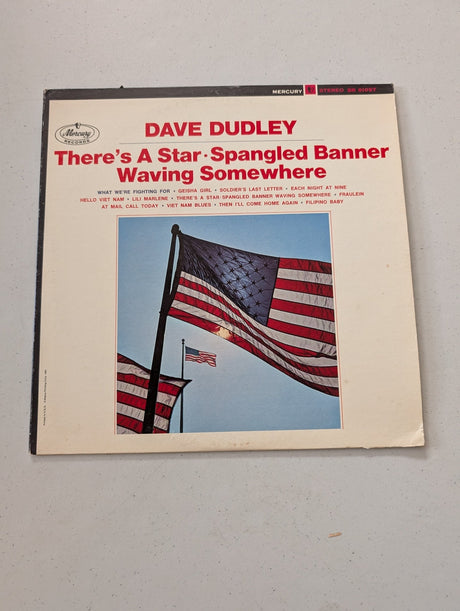 MERCURY STEREO SR 60957
Mercury
RECORDS
DAVE DUDLEY
There's A Star·Spangled Banner
Waving Somewhere
WHAT WE'RE FIGHTING FOR • GEISHA GIRL • SOLDIER'S LAST LETTER • EACH NIGHT AT NINE
HELLO VIET NAM • LILI MARLENE • THERE'S A STAR-SPANGLED BANNER WAVING SOMEWHERE • FRAULEIN
AT MAIL CALL TODAY • VIET NAM BLUES • THEN I'LL COME HOME AGAIN • FILIPINO BABY